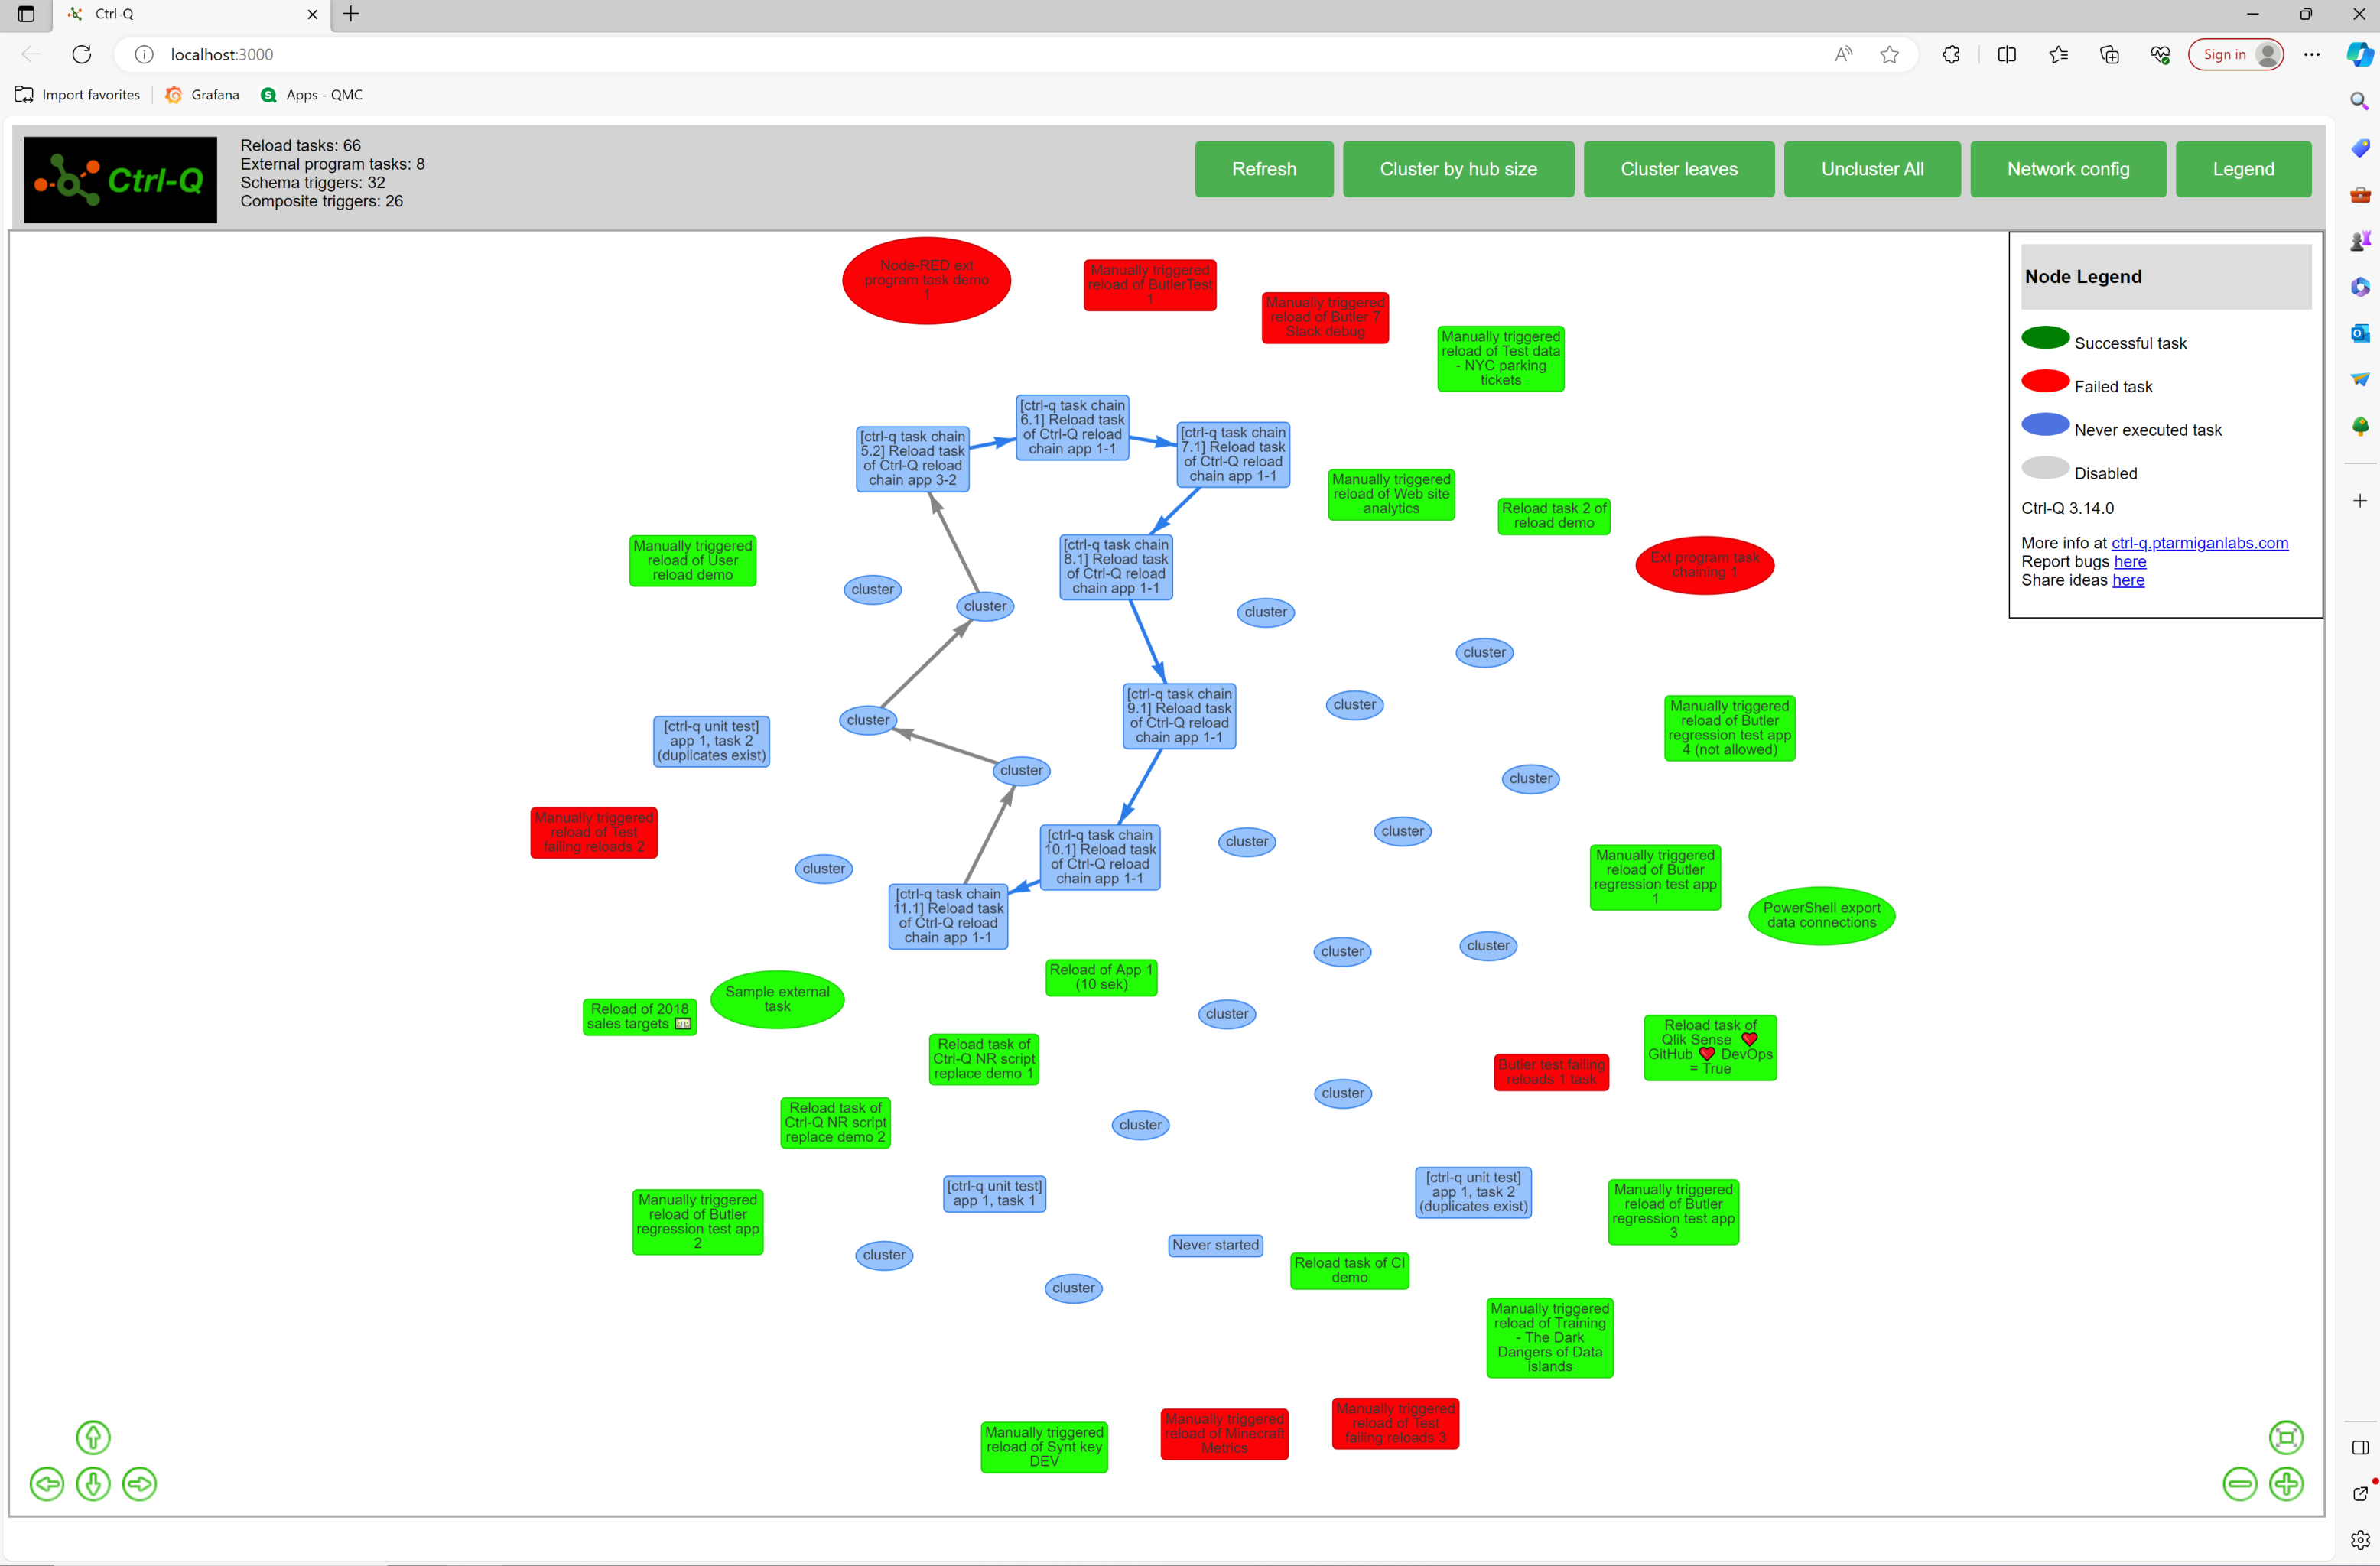 Ctrl-Q
localhost:3000
Sign in
Import favorites
Grafana
Apps - QMC
Ctrl-Q
Reload tasks: 66
External program tasks: 8
Schema triggers: 32
Composite triggers: 26
Refresh
Cluster by hub size
Cluster leaves
Uncluster All
Network config
Legend
Node Legend
Successful task
Failed task
Never executed task
Disabled
Ctrl-Q 3.14.0
More info at ctrl-q.ptarmiganlabs.com
Report bugs here
Share ideas here
Node-RED ext
program task demo
1
Manually triggered
reload of ButlerTest
1
Manually triggered
reload of Butler 7
Slack debug
Manually triggered
reload of Test data
- NYC parking
tickets
[ctrl-q task chain
5.2] Reload task
of Ctrl-Q reload
chain app 3-2
[ctrl-q task chain
6.1] Reload task
of Ctrl-Q reload
chain app 1-1
[ctrl-q task chain
7.1] Reload task
of Ctrl-Q reload
chain app 1-1
Manually triggered
reload of Web site
analytics
Reload task 2 of
reload demo
Manually triggered
reload of User
reload demo
cluster
cluster
[ctrl-q task chain
8.1] Reload task
of Ctrl-Q reload
chain app 1-1
cluster
Ext program task
chaining 1
cluster
cluster
[ctrl-q unit test]
app 1, task 2
(duplicates exist)
cluster
[ctrl-q task chain
9.1] Reload task
of Ctrl-Q reload
chain app 1-1
Manually triggered
reload of Butler
regression test app
4 (not allowed)
cluster
cluster
Manually triggered
reload of Test
failing reloads 2
cluster
[ctrl-q task chain
10.1] Reload task
of Ctrl-Q reload
chain app 1-1
cluster
cluster
[ctrl-q task chain
11.1] Reload task
of Ctrl-Q reload
chain app 1-1
Manually triggered
reload of Butler
regression test app
1
PowerShell export
data connections
cluster
cluster
Reload of App 1
(10 sek)
Sample external
task
Reload of 2018
sales targets
cluster
Reload task of
Ctrl-Q NR script
replace demo 1
Reload task of
Qlik Sense ❤
GitHub ❤ DevOps
= True
Butler test failing
reloads 1 task
cluster
Reload task of
Ctrl-Q NR script
replace demo 2
cluster
Manually triggered
reload of Butler
regression test app
2
[ctrl-q unit test]
app 1, task 1
[ctrl-q unit test]
app 1, task 2
(duplicates exist)
Manually triggered
reload of Butler
regression test app
3
cluster
Never started
Reload task of CI
demo
cluster
Manually triggered
reload of Training
- The Dark
Dangers of Data
islands
Manually triggered
reload of Synt key
DEV
Manually triggered
reload of Minecraft
Metrics
Manually triggered
reload of Test
failing reloads 3